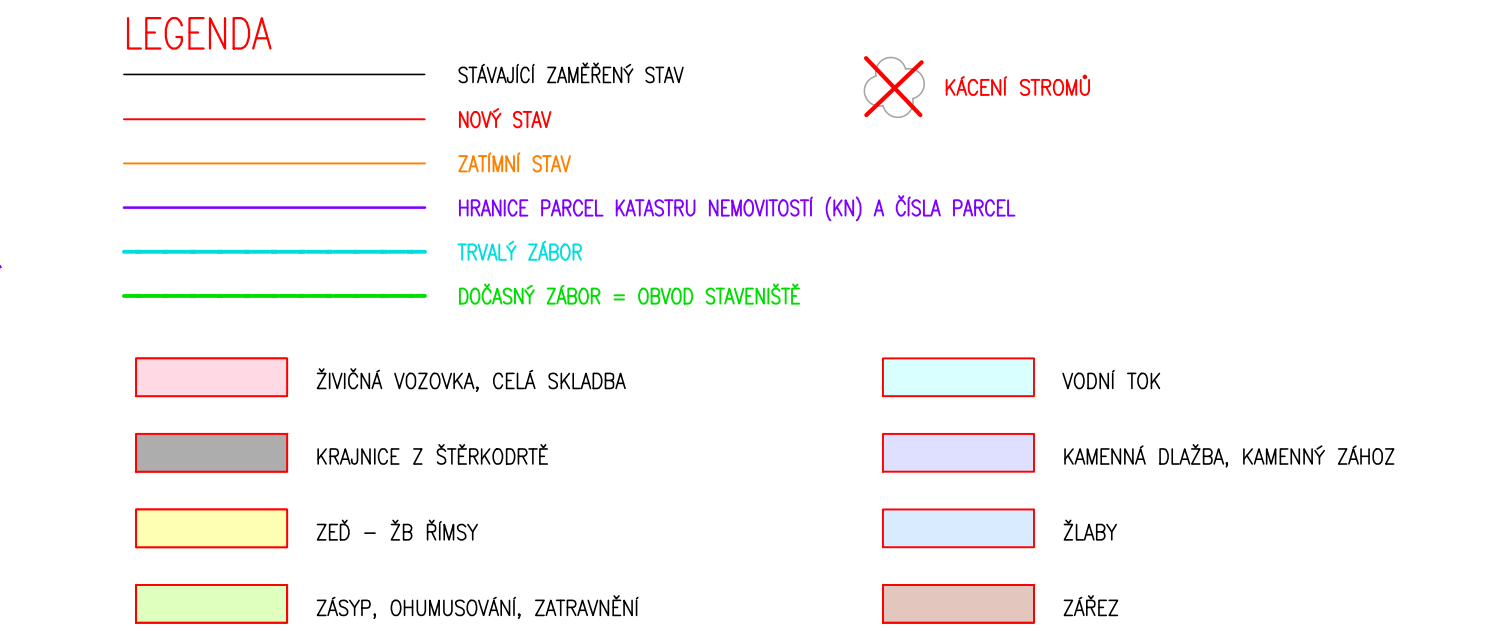 LEGENDA
STÁVAJÍCÍ ZAMĚŘENÝ STAV
KÁCENÍ STROMŮ
NOVÝ STAV
ZATÍMNÍ STAV
HRANICE PARCEL KATASTRU NEMOVITOSTÍ (KN) A ČÍSLA PARCEL
TRVALÝ ZÁBOR
DOČASNÝ ZÁBOR = OBVOD STAVENIŠTĚ
ŽIVIČNÁ VOZOVKA, CELÁ SKLADBA
KRAJNICE Z ŠTĚRKODRTĚ
ZEĎ – ŽB ŘÍMSY
ZÁSYP, OHUMUSOVÁNÍ, ZATRAVNĚNÍ
VODNÍ TOK
KAMENNÁ DLAŽBA, KAMENNÝ ZÁHOZ
ŽLABY
ZÁŘEZ